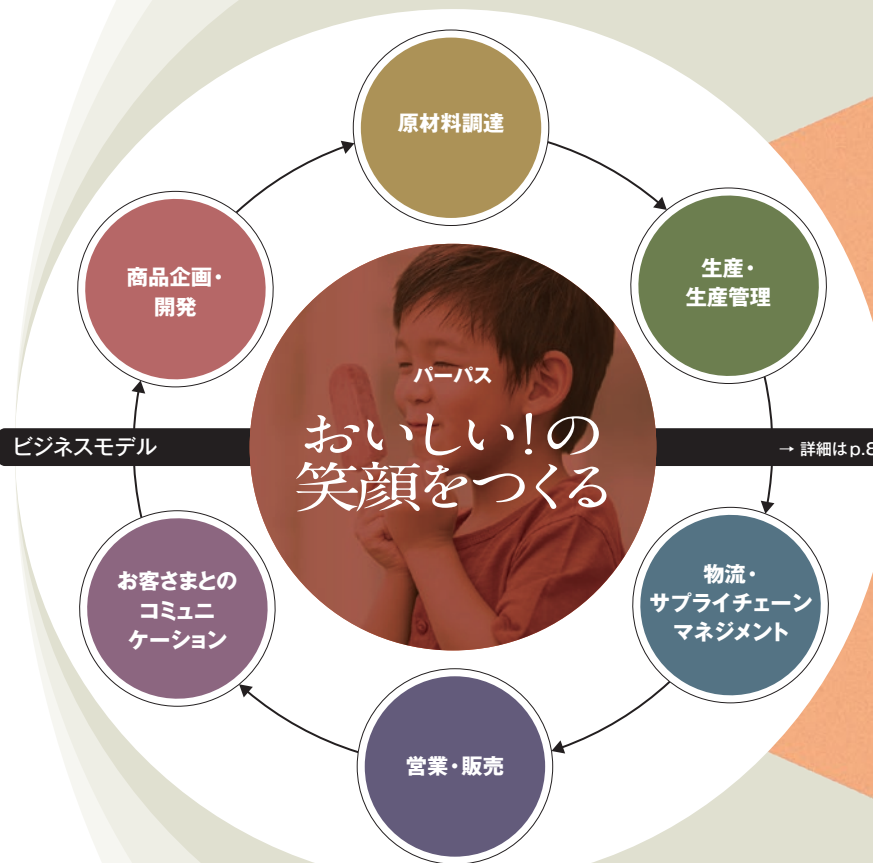 原材料調達
生産・
生産管理
物流・
サプライチェーン
マネジメント
営業・販売
お客さまとの
コミュニ
ケーション
商品企画・
開発
パーパス
おいしい!の
笑顔をつくる
ビジネスモデル
→ 詳細はp.8